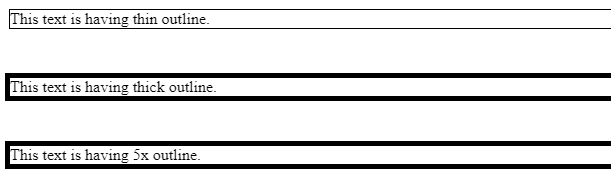 This text is having thin outline.
This text is having thick outline.
This text is having 5x outline.